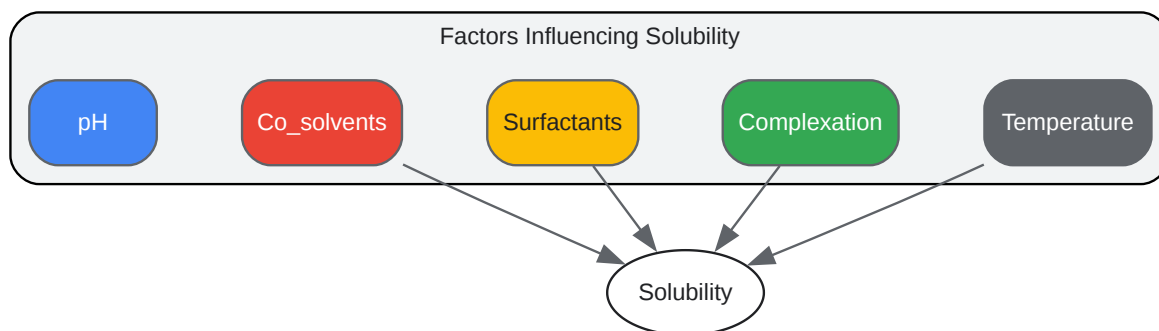 Factors Influencing Solubility
pH
Co_solvents
Surfactants
Complexation
Temperature
Solubility